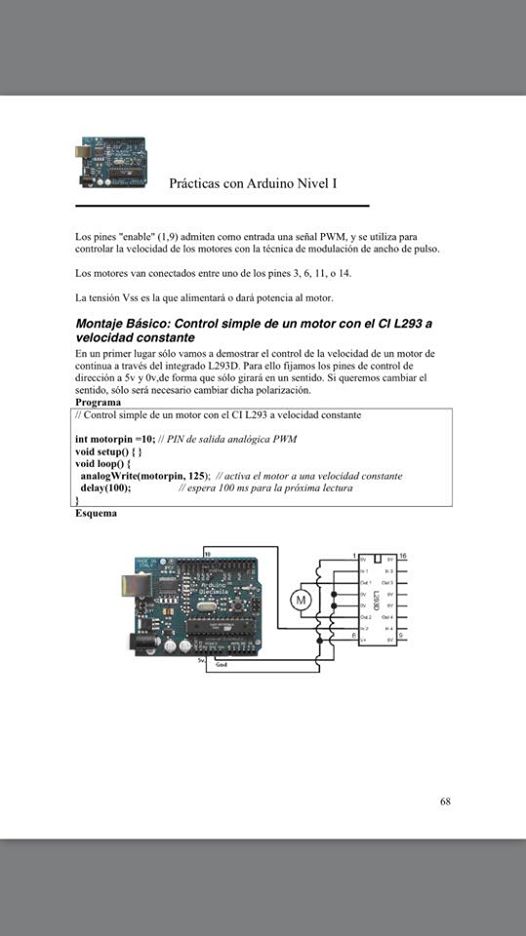 Prácticas con Arduino Nivel I
Los pines "enable" (1,9) admiten como entrada una señal PWM, y se utiliza para
controlar la velocidad de los motores con la técnica de modulación de ancho de pulso.
Los motores van conectados entre uno de los pines 3, 6, 11, o 14.
La tensión Vss es la que alimentará o dará potencia al motor.
Montaje Básico: Control simple de un motor con el CI L293 a
velocidad constante
En un primer lugar sólo vamos a demostrar el control de la velocidad de un motor de
continua a través del integrado L293D. Para ello fijamos los pines de control de
dirección a 5v y 0v,de forma que sólo girará en un sentido. Si queremos cambiar el
sentido, sólo será necesario cambiar dicha polarización.
Programa
// Control simple de un motor con el CI L293 a velocidad constante
int motorpin =10; // PIN de salida analógica PWM
void setup() { }
void loop() {
analogWrite(motorpin, 125); // activa el motor a una velocidad constante
delay(100); // espera 100 ms para la próxima lectura
}
Esquema
10
1
16
M
L293D
8
9
Out 1
Out 2
Arduino
Diecimila
5v.
Gnd
68